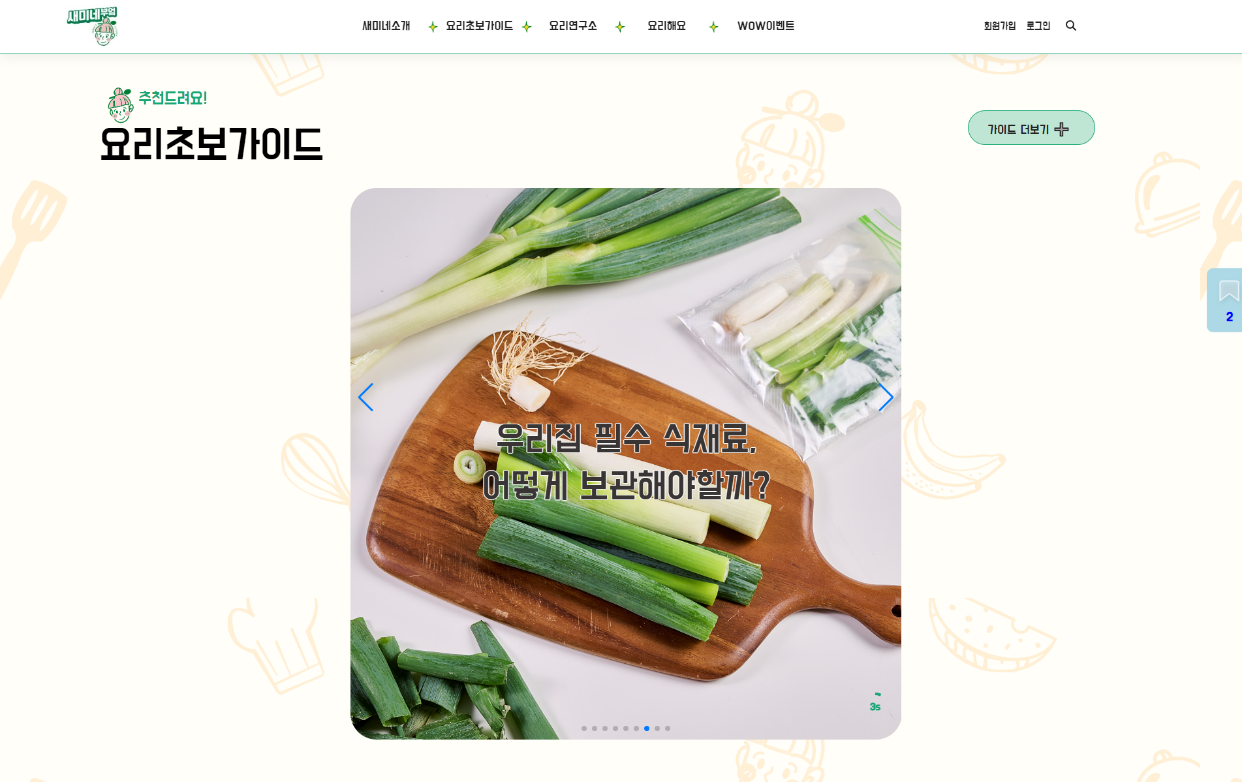 새미네부엌
새미네소개 요리초보가이드 요리연구소 요리해요 WOW이벤트 회원가입 로그인
추천드려요!
요리초보가이드
가이드 더보기
2
우리집 필수 식재료,
어떻게 보관해야할까?
3s